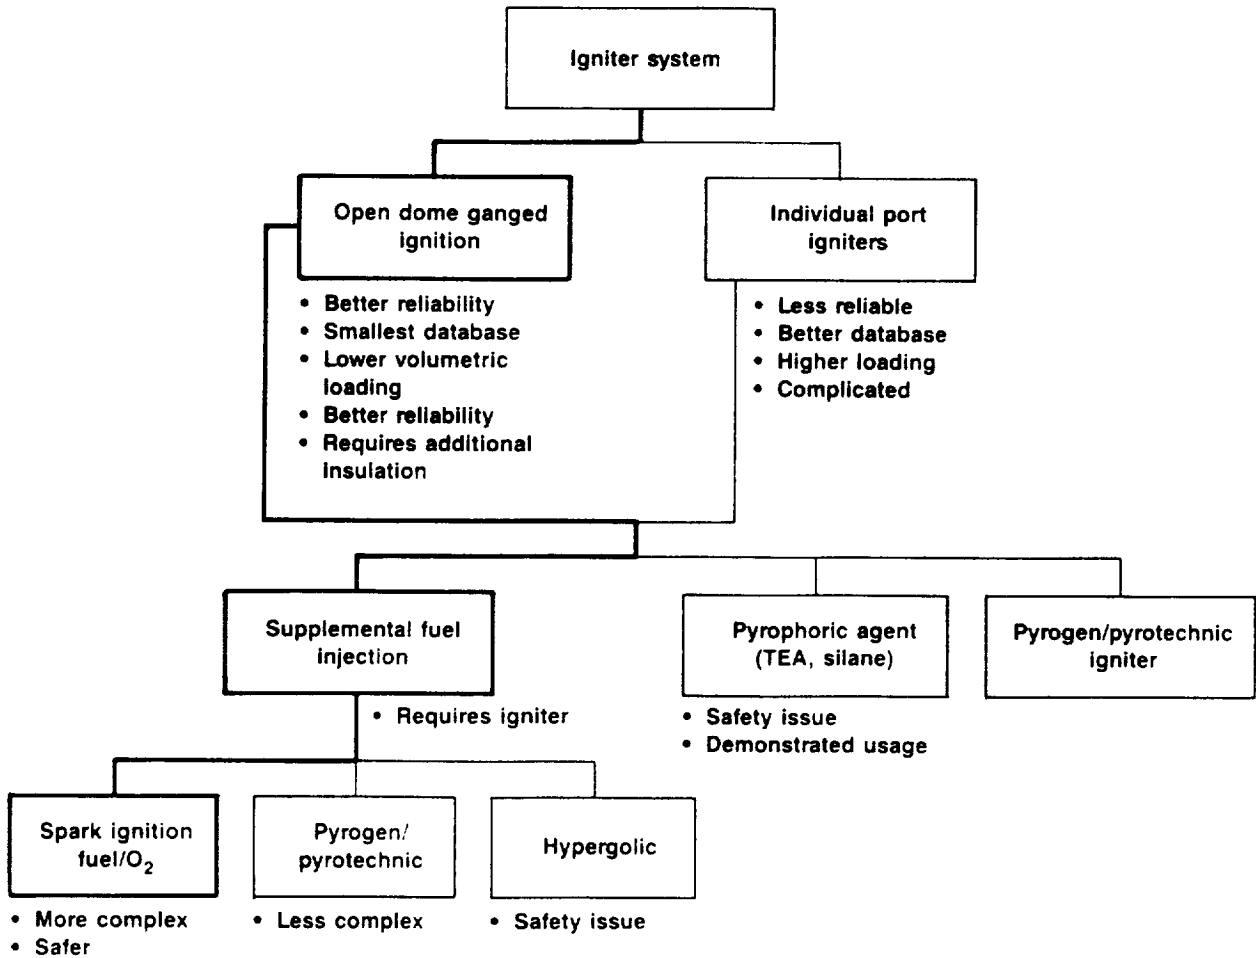 Igniter system
Open dome ganged
ignition
Individual port
igniters
• Better reliability
• Smallest database
• Lower volumetric
loading
• Better reliability
• Requires additional
insulation
• Less reliable
• Better database
• Higher loading
• Complicated
Supplemental fuel
injection
Pyrophoric agent
(TEA, silane)
Pyrogen/pyrotechnic
igniter
• Requires igniter
• Safety issue
• Demonstrated usage
Spark ignition
fuel/O₂
Pyrogen/
pyrotechnic
Hypergolic
• More complex
• Safer
• Less complex
• Safety issue